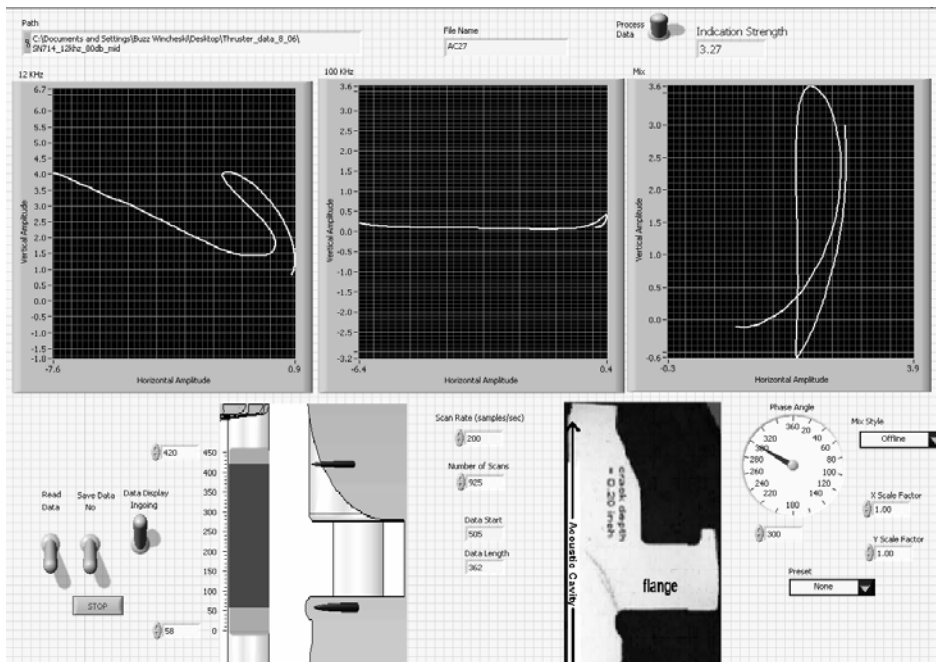 Path
C:\Documents and Settings\Buzz Wincheski\Desktop\Thruster_data_8_06\
SN714_12khz_80db_mid
File Name
AC27
Process
Data
Indication Strength
3.27
12 KHz
6.7
6.0
5.5
5.0
4.5
4.0
3.5
3.0
2.5
2.0
1.5
1.0
0.5
0.0
-0.5
-1.0
-1.8
-7.6
0.9
Vertical Amplitude
Horizontal Amplitude
100 KHz
3.6
3.0
2.5
2.0
1.5
1.0
0.5
0.0
-0.5
-1.0
-1.5
-2.0
-2.5
-3.2
-6.4
0.4
Vertical Amplitude
Horizontal Amplitude
Mix
3.6
3.0
2.5
2.0
1.5
1.0
0.5
0.0
-0.6
-0.3
3.9
Vertical Amplitude
Horizontal Amplitude
Read
Data
Save Data
No
Data Display
Ingoing
STOP
420
58
450
400
350
300
250
200
150
100
50
0
Scan Rate (samples/sec)
200
Number of Scans
925
Data Start
505
Data Length
362
Acoustic Cavity
crack depth
= 0.20 inch
flange
Phase Angle
360
20
40
60
80
100
120
140
180
220
240
260
280
300
Mix Style
Offline
X Scale Factor
1.00
Y Scale Factor
1.00
Preset
None